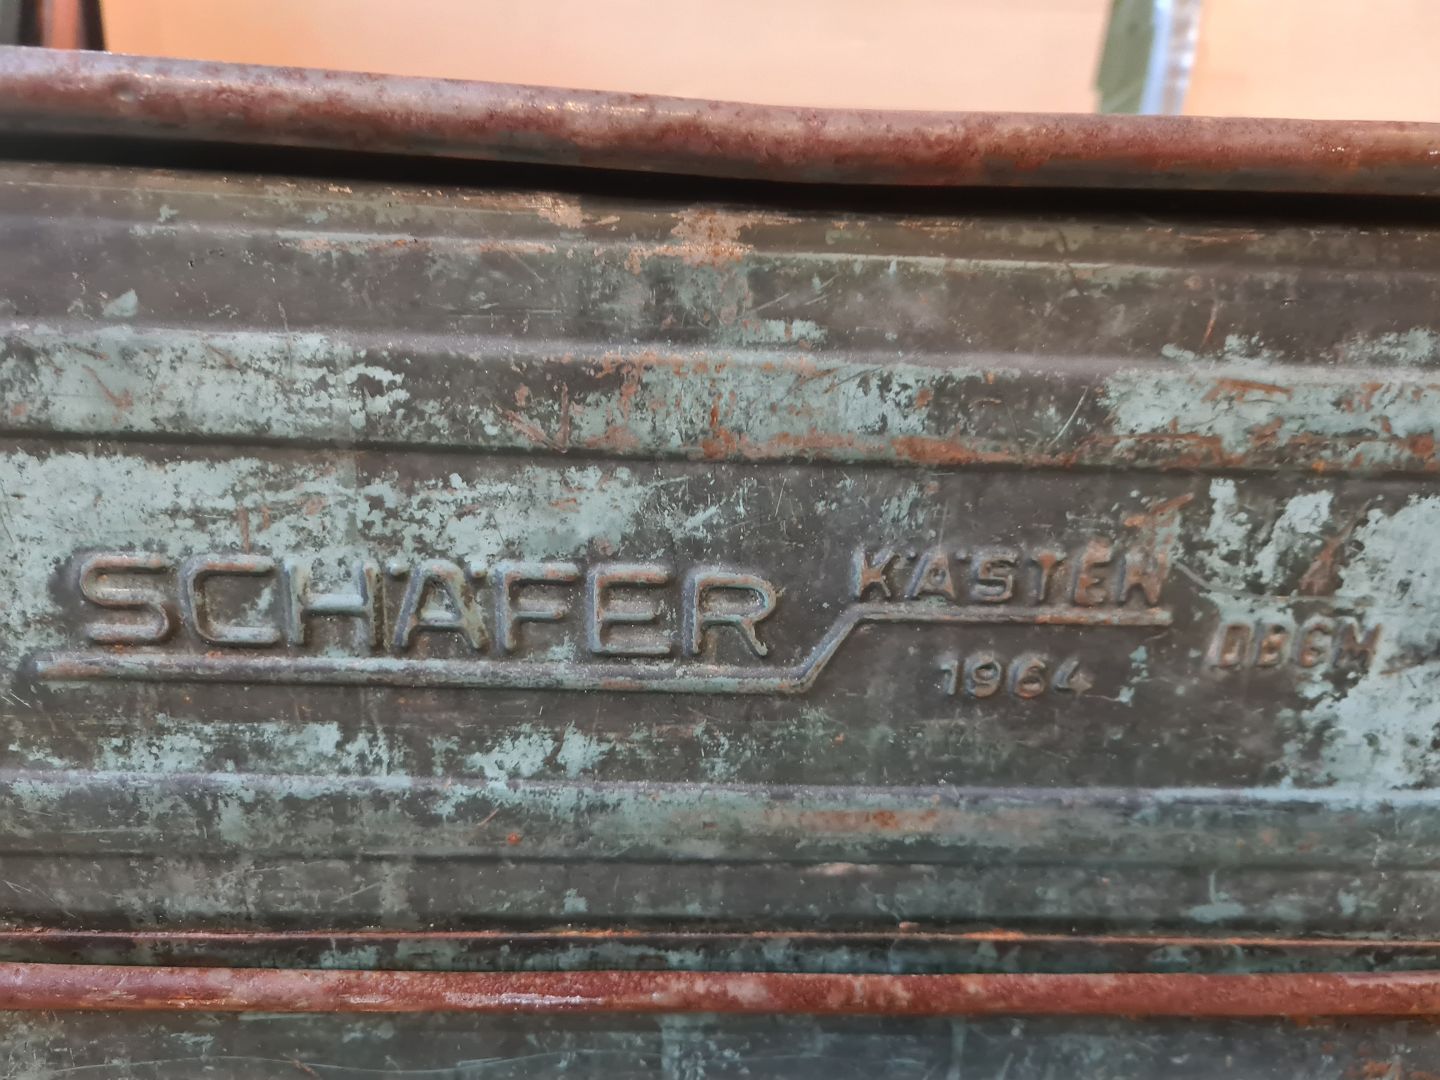 SCHÄFER KÄSTEN
1964
DBGM